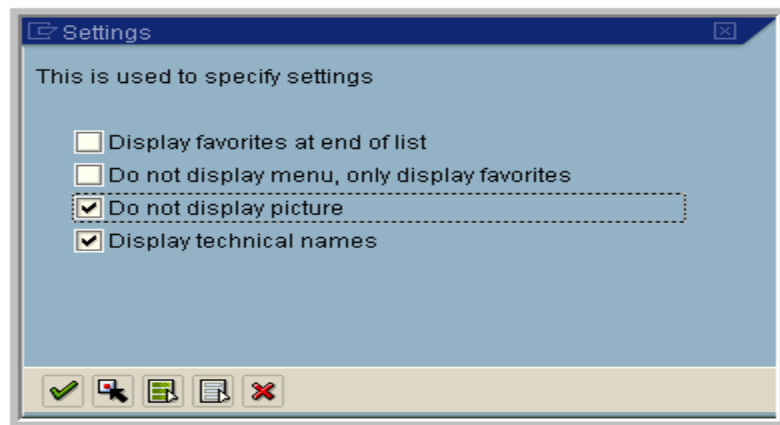 Settings
This is used to specify settings
Display favorites at end of list
Do not display menu, only display favorites
Do not display picture
Display technical names